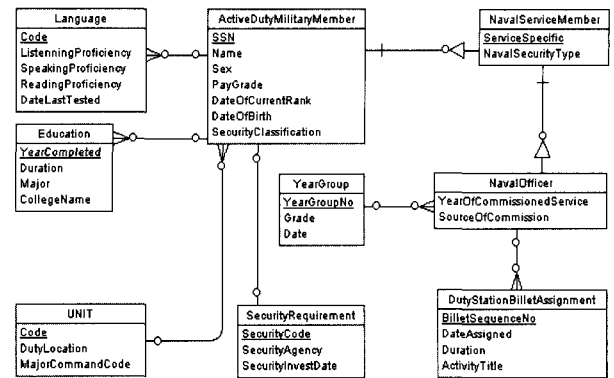 Language
Code
ListenningProficiency
SpeakingProficiency
ReadingProficiency
DateLastTested
ActiveDutyMilitaryMember
SSN
Name
Sex
PayGrade
DateOfCurrentRank
DateOfBirth
SecurityClassification
NavalServiceMember
ServiceSpecific
NavalSecurityType
Education
YearCompleted
Duration
Major
CollegeName
YearGroup
YearGroupNo
Grade
Date
NavalOfficer
YearOfCommissionedService
SourceOfCommission
UNIT
Code
DutyLocation
MajorCommandCode
SecurityRequirement
SecurityCode
SecurityAgency
SecurityInvestDate
DutyStationBilletAssignment
BilletSequenceNo
DateAssigned
Duration
ActivityTitle